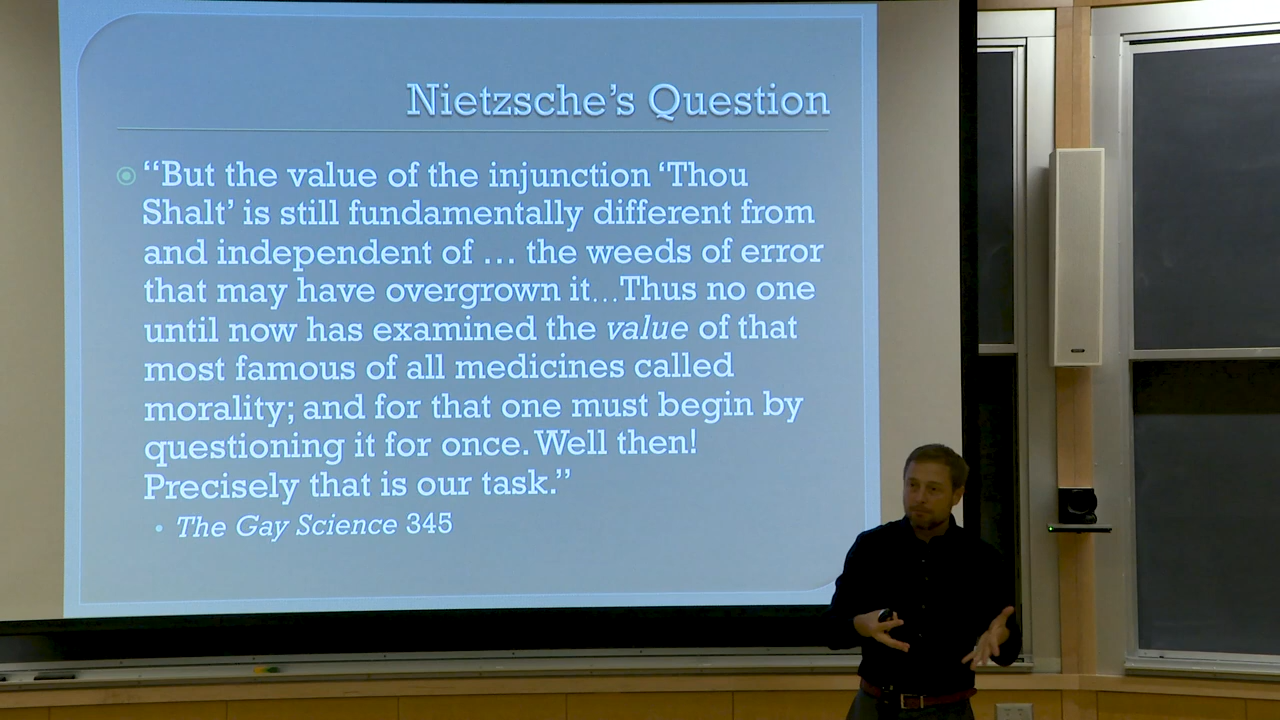 Nietzsche's Question
“But the value of the injunction ‘Thou
Shalt’ is still fundamentally different from
and independent of … the weeds of error
that may have overgrown it…Thus no one
until now has examined the value of that
most famous of all medicines called
morality; and for that one must begin by
questioning it for once. Well then!
Precisely that is our task.”
The Gay Science 345